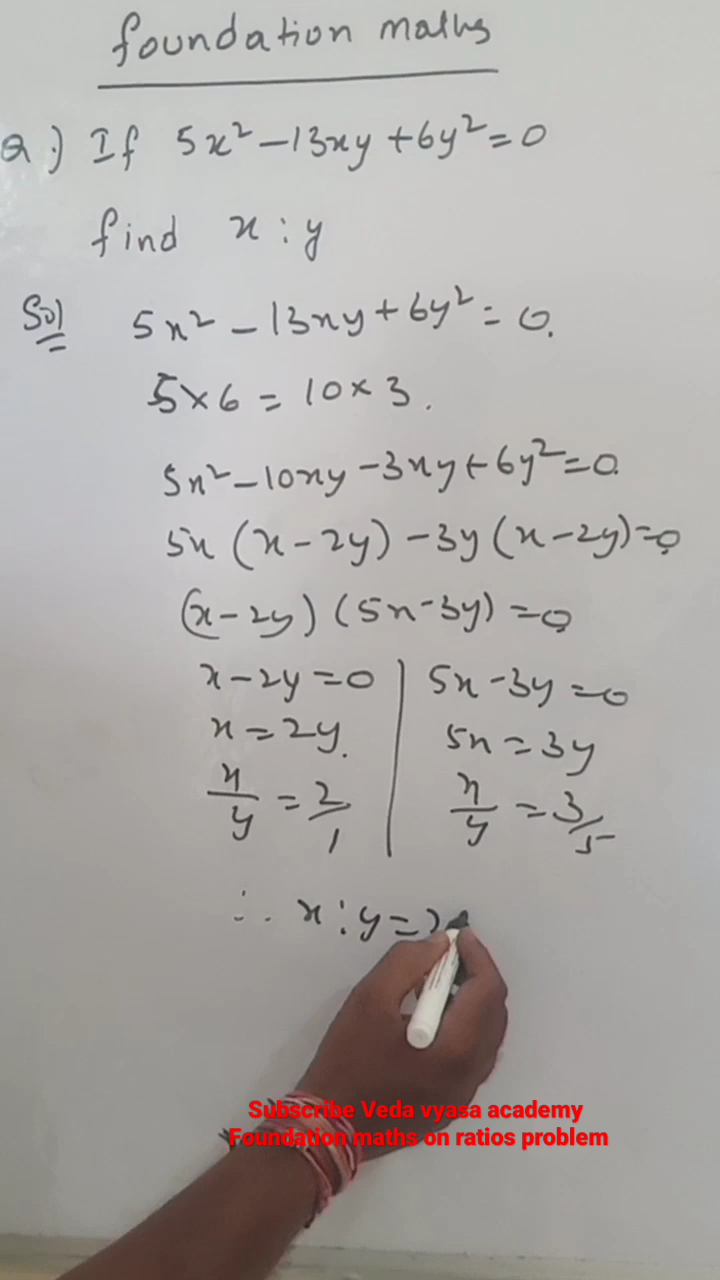 foundation maths
Q.) If 5x²-13xy+6y²=0
find x:y
Sol 5x²-13xy+6y²=0.
5×6=10×3.
5x²-10xy-3xy+6y²=0.
5x(x-2y)-3y(x-2y)=0
(x-2y)(5x-3y)=0
x-2y=0 | 5x-3y=0
x=2y. | 5x=3y
x/y=2/1 | x/y=3/5
∴ x:y=2
Subscribe Veda vyasa academy
Foundation maths on ratios problem